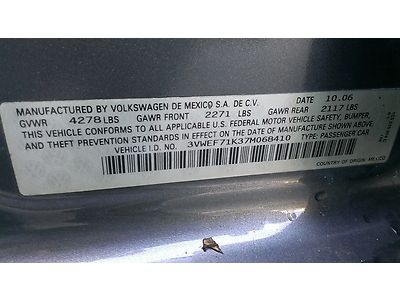 MANUFACTURED BY VOLKSWAGEN DE MEXICO S.A. DE C.V. 10.06
GVWR 4278 LBS GAWR FRONT 2271 LBS GAWR REAR 2117 LBS
THIS VEHICLE CONFORMS TO ALL APPLICABLE U.S. FEDERAL MOTOR VEHICLE SAFETY, BUMPER,
AND THEFT PREVENTION STANDARDS IN EFFECT ON THE DATE OF MANUFACTURE SHOWN ABOVE.
VEHICLE I.D. NO. 3VWEF71K37M068410 TYPE: PASSENGER CAR
COUNTRY OF ORIGIN: MEXICO